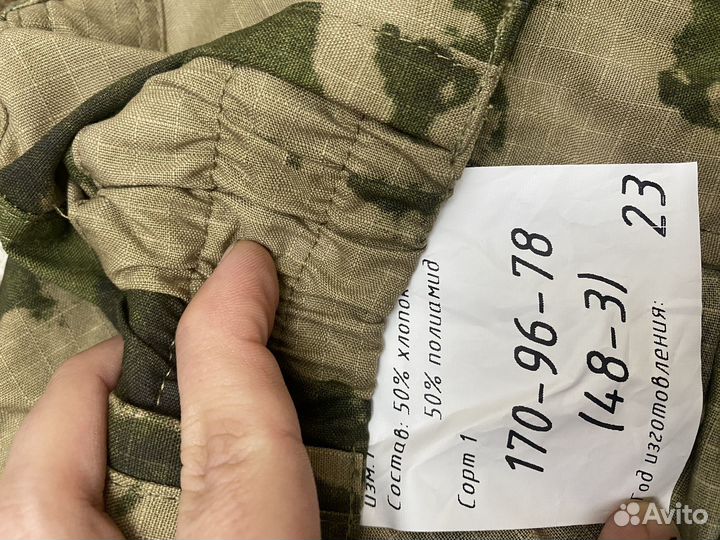 Состав: 50% хлопок
50% полиамид
Сорт 1
170-96-78
(48-3)
Год изготовления: 23
Avito